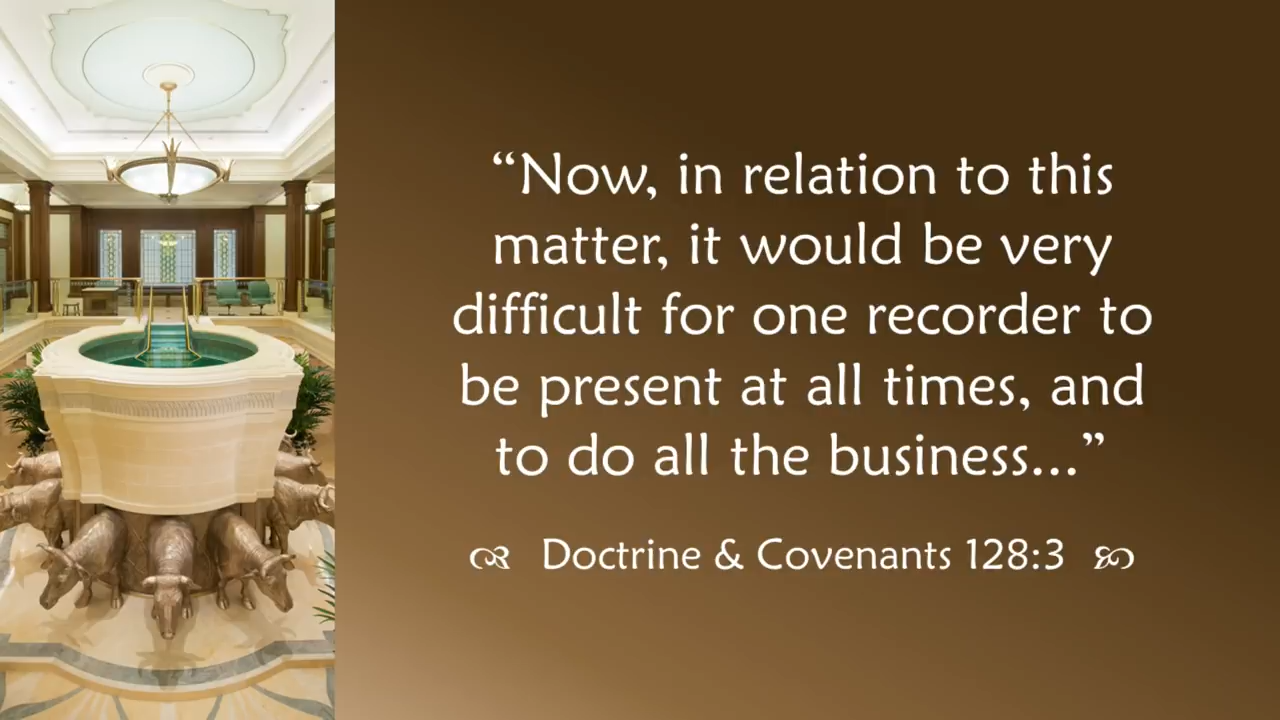 “Now, in relation to this
matter, it would be very
difficult for one recorder to
be present at all times, and
to do all the business...”
Doctrine & Covenants 128:3